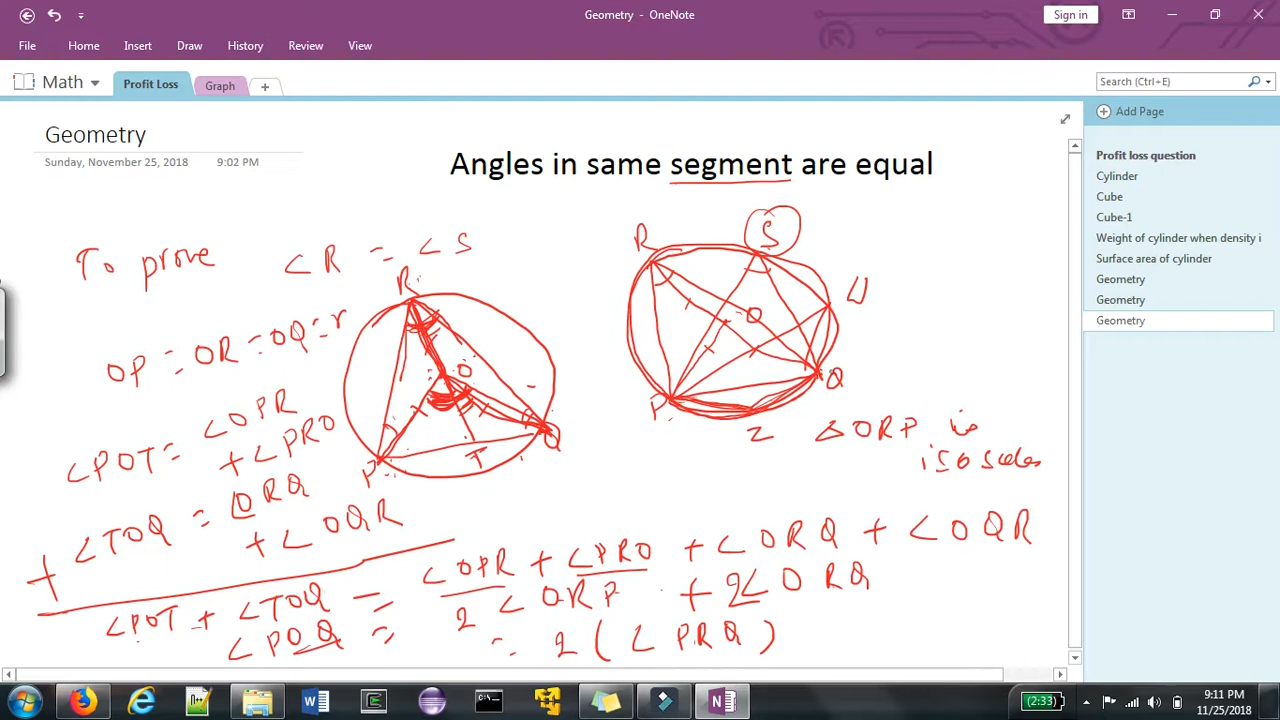 Geometry - OneNote
Sign in
File Home Insert Draw History Review View
Math Profit Loss Graph +
Search (Ctrl+E)
Add Page
Geometry
Sunday, November 25, 2018 9:02 PM
Angles in same segment are equal
To prove ∠R = ∠S
OP = OR = OQ = r
∠POT = ∠OPR
+ ∠PRO
∠TOQ = ORQ
+ ∠OQR
+
∠POT + ∠TOQ = ∠OPR + ∠PRO + ∠ORQ + ∠OQR
2 ∠ORP + 2∠ORQ
∠POQ = = 2 (∠PRQ)
R
O
P
T
Q
R
S
U
O
P
Q
Z
△ORP is
isosceles
Profit loss question
Cylinder
Cube
Cube-1
Weight of cylinder when density i
Surface area of cylinder
Geometry
Geometry
Geometry
(2:33)
9:11 PM
11/25/2018